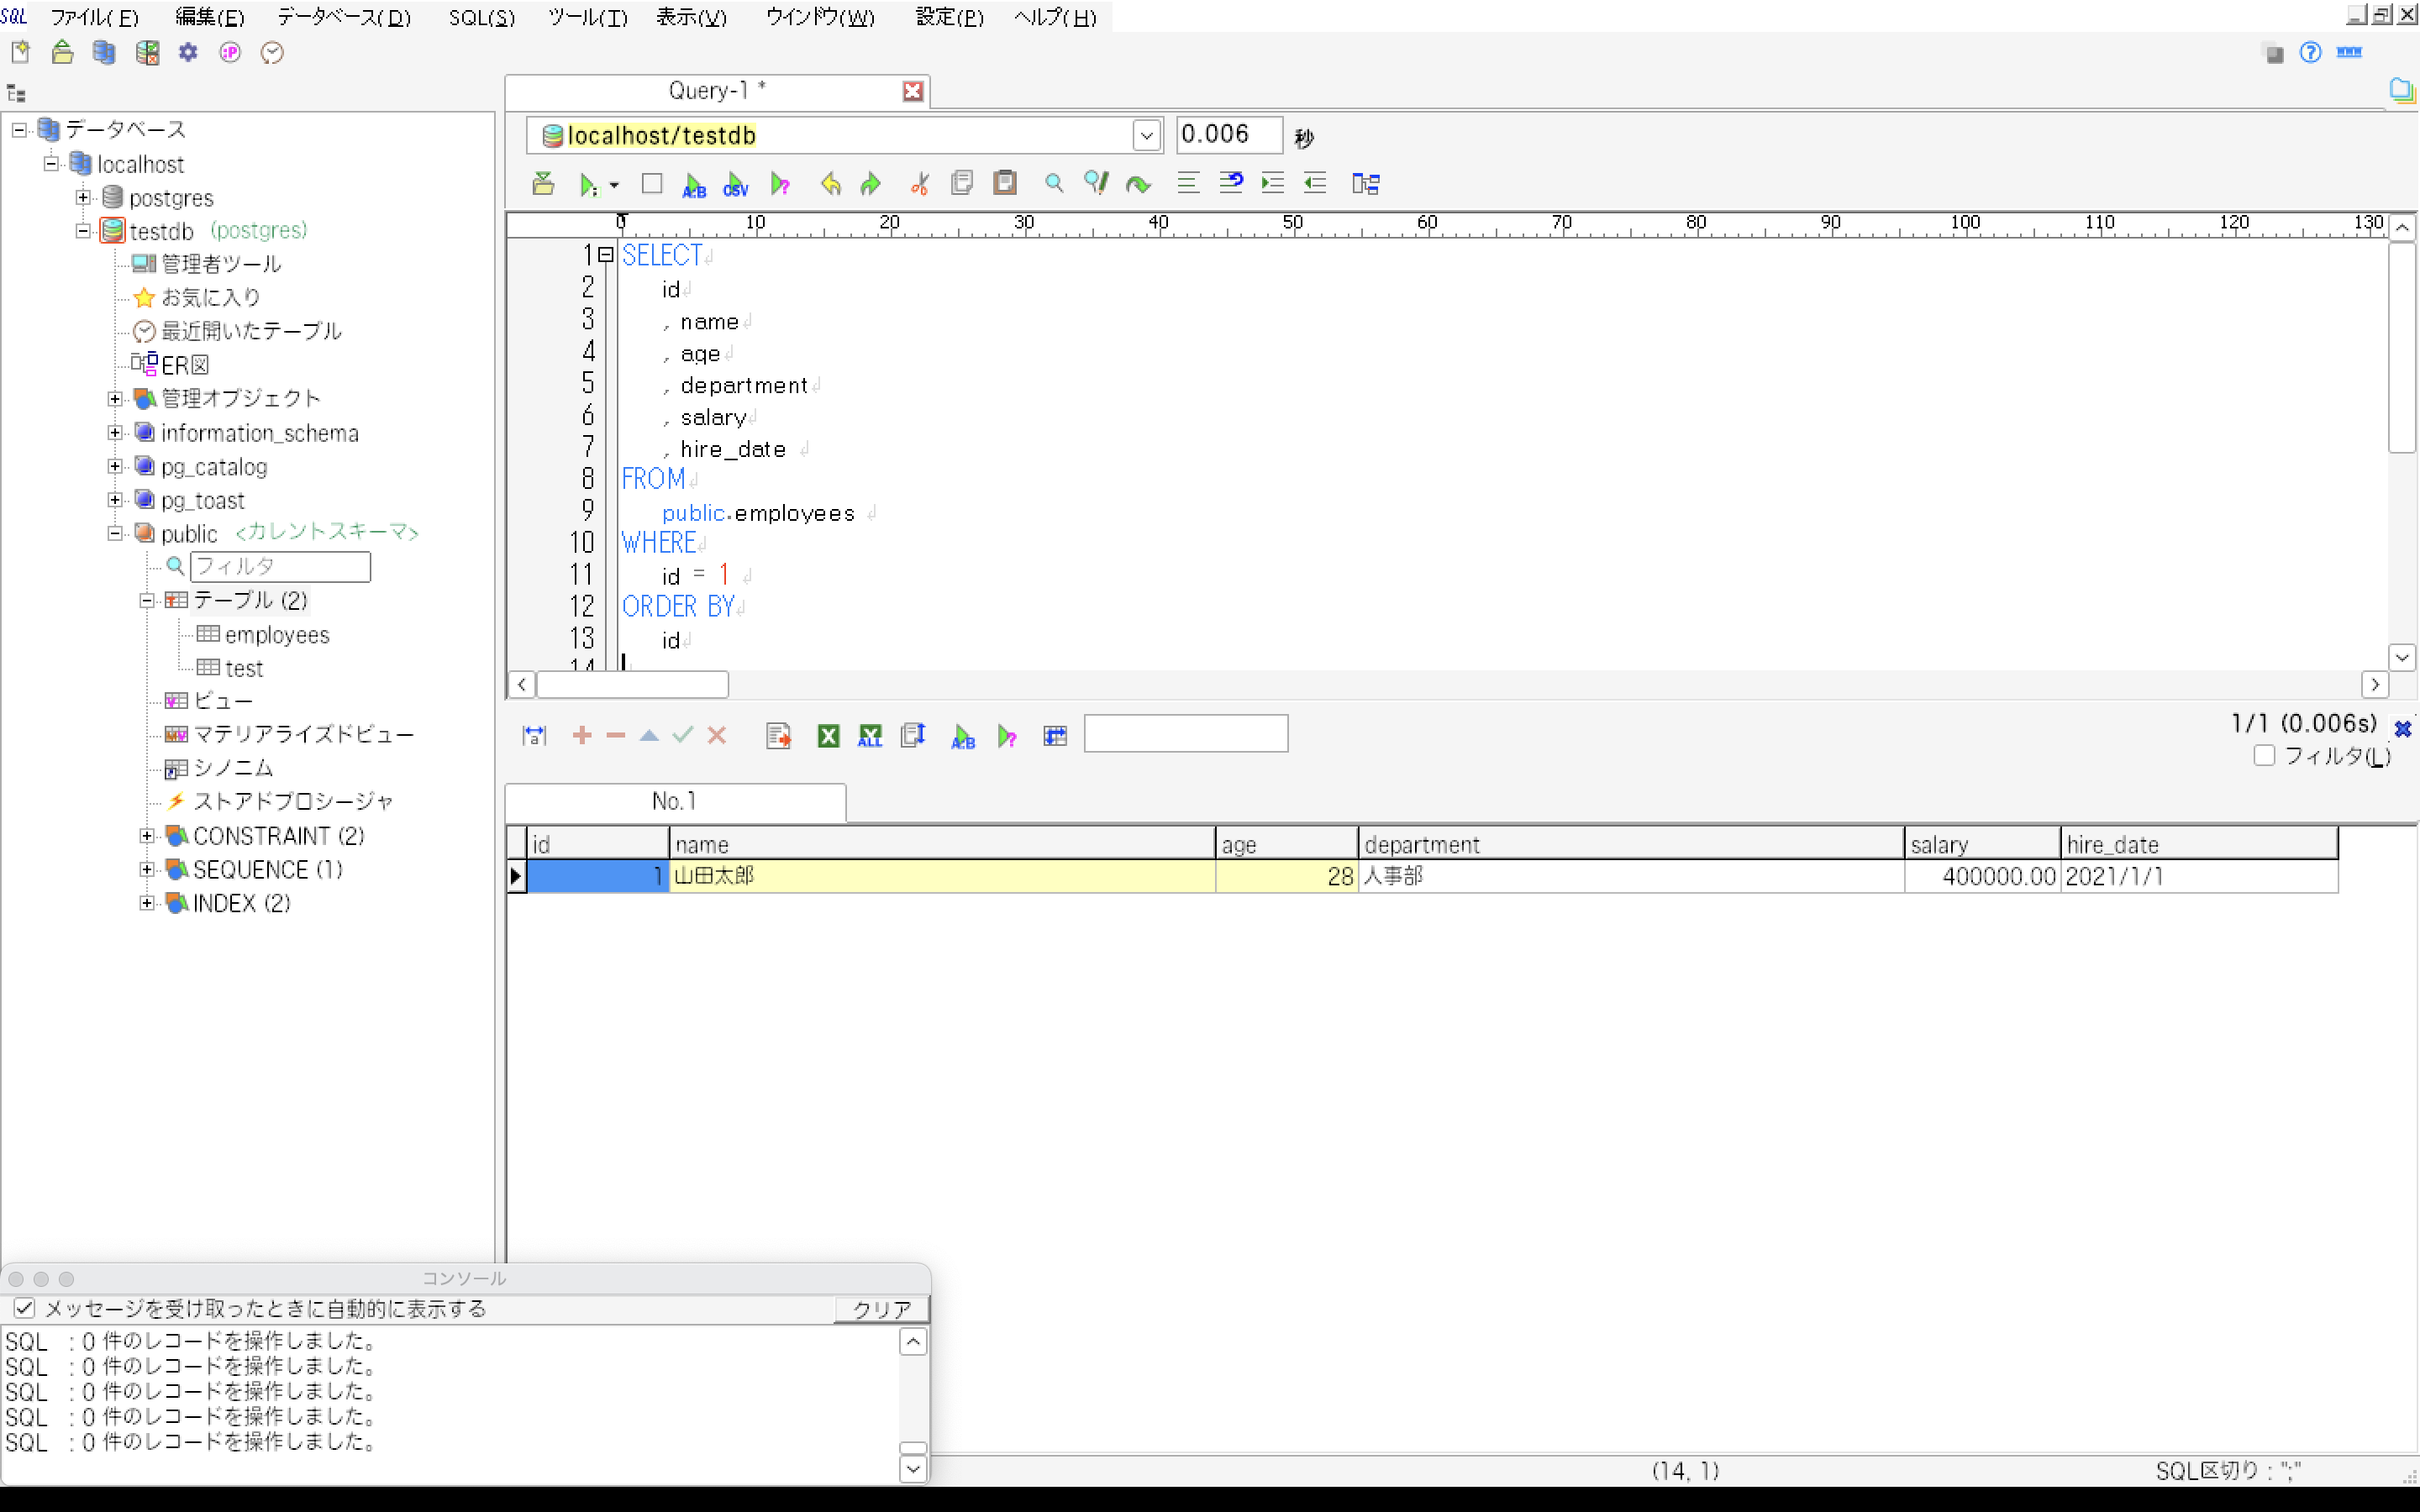 SQL ファイル(F) 編集(E) データベース(D) SQL(S) ツール(T) 表示(V) ウインドウ(W) 設定(P) ヘルプ(H)
Query-1 *
データベース
localhost
postgres
testdb (postgres)
管理者ツール
お気に入り
最近開いたテーブル
ER図
管理オブジェクト
information_schema
pg_catalog
pg_toast
public <カレントスキーマ>
フィルタ
テーブル (2)
employees
test
ビュー
マテリアライズドビュー
シノニム
ストアドプロシージャ
CONSTRAINT (2)
SEQUENCE (1)
INDEX (2)
localhost/testdb 0.006 秒
A:B CSV
0 10 20 30 40 50 60 70 80 90 100 110 120 130
1 SELECT
2 id
3 , name
4 , age
5 , department
6 , salary
7 , hire_date
8 FROM
9 public.employees
10 WHERE
11 id = 1
12 ORDER BY
13 id
14
a X ALL A:B
1/1 (0.006s)
フィルタ(L)
No.1
id name age department salary hire_date
1 山田太郎 28 人事部 400000.00 2021/1/1
コンソール
メッセージを受け取ったときに自動的に表示する クリア
SQL : 0 件のレコードを操作しました。
SQL : 0 件のレコードを操作しました。
SQL : 0 件のレコードを操作しました。
SQL : 0 件のレコードを操作しました。
SQL : 0 件のレコードを操作しました。
(14, 1) SQL区切り : ";"